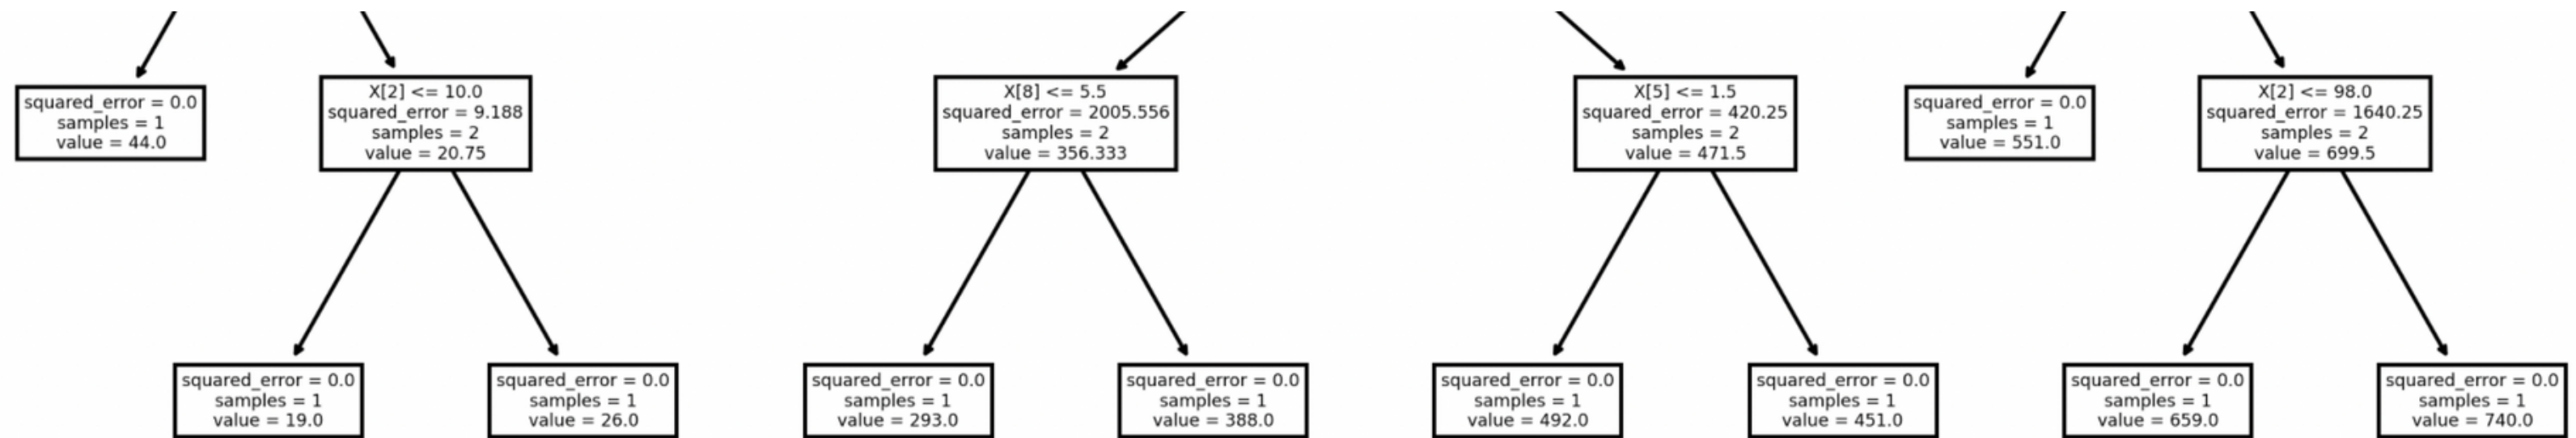 squared_error = 0.0
samples = 1
value = 44.0
X[2] <= 10.0
squared_error = 9.188
samples = 2
value = 20.75
X[8] <= 5.5
squared_error = 2005.556
samples = 2
value = 356.333
X[5] <= 1.5
squared_error = 420.25
samples = 2
value = 471.5
squared_error = 0.0
samples = 1
value = 551.0
X[2] <= 98.0
squared_error = 1640.25
samples = 2
value = 699.5
squared_error = 0.0
samples = 1
value = 19.0
squared_error = 0.0
samples = 1
value = 26.0
squared_error = 0.0
samples = 1
value = 293.0
squared_error = 0.0
samples = 1
value = 388.0
squared_error = 0.0
samples = 1
value = 492.0
squared_error = 0.0
samples = 1
value = 451.0
squared_error = 0.0
samples = 1
value = 659.0
squared_error = 0.0
samples = 1
value = 740.0